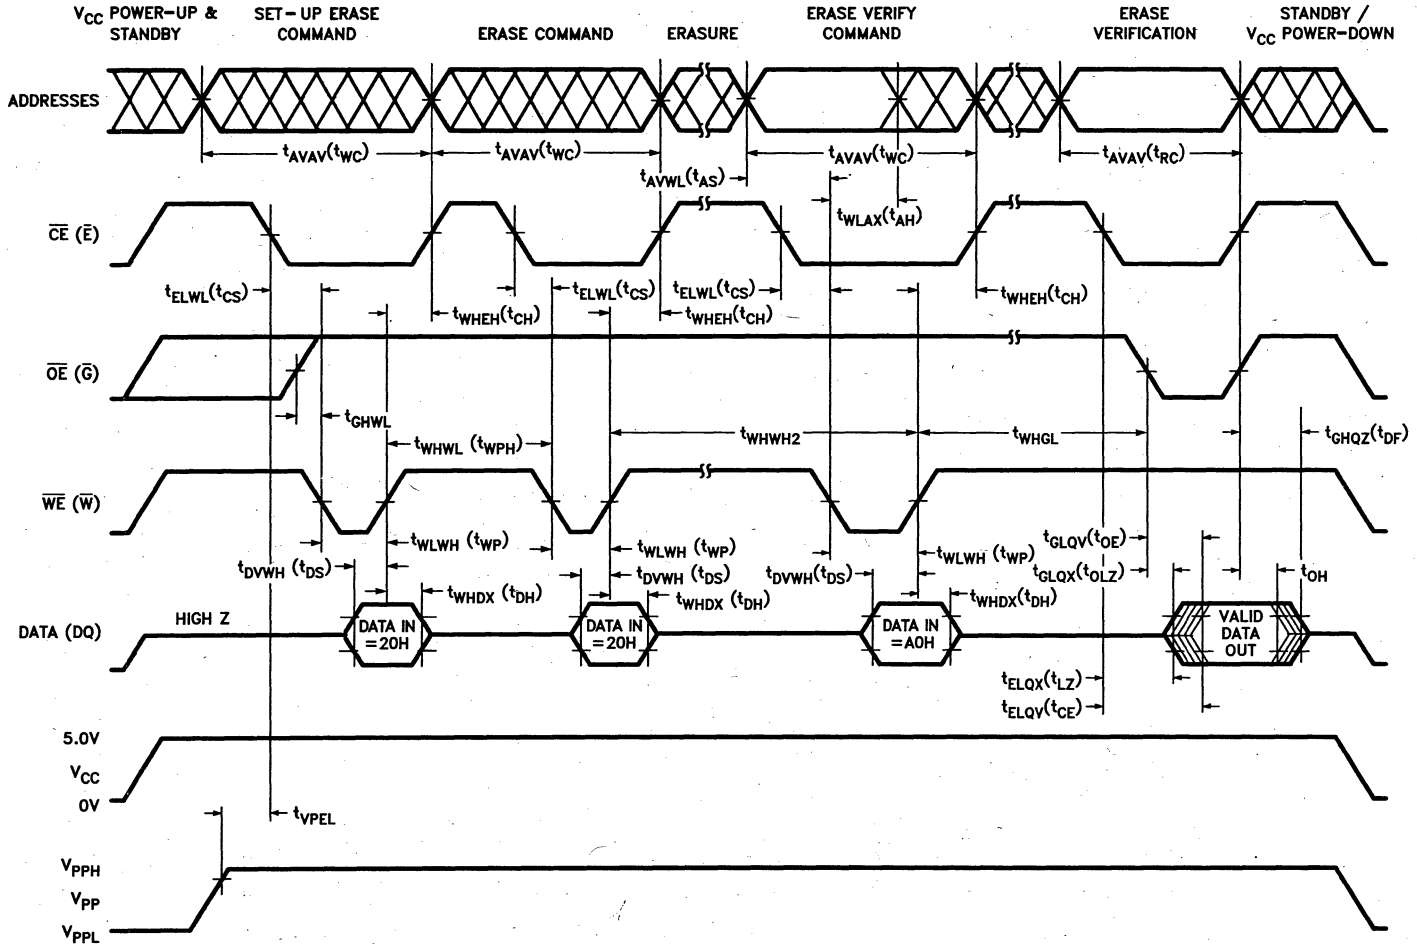 VCC POWER-UP & STANDBY
SET-UP ERASE COMMAND
ERASE COMMAND
ERASURE
ERASE VERIFY COMMAND
ERASE VERIFICATION
STANDBY / VCC POWER-DOWN
ADDRESSES
tAVAV(tWC)
tAVAV(tWC)
tAVAV(tWC)
tAVAV(tRC)
tAVWL(tAS)
tWLAX(tAH)
CE (E)
tELWL(tCS)
tELWL(tCS)
tELWL(tCS)
tWHEH(tCH)
tWHEH(tCH)
tWHEH(tCH)
OE (G)
tGHWL
tWHWL (tWPH)
tWHWH2
tWHGL
tGHQZ(tDF)
WE (W)
tWLWH (tWP)
tWLWH (tWP)
tWLWH (tWP)
tGLQV(tOE)
tDVWH (tDS)
tDVWH (tDS)
tDVWH(tDS)
tGLQX(tOLZ)
tOH
tWHDX (tDH)
tWHDX (tDH)
tWHDX(tDH)
DATA (DQ)
HIGH Z
DATA IN
=20H
DATA IN
=20H
DATA IN
=A0H
VALID
DATA
OUT
tELQX(tLZ)
tELQV(tCE)
5.0V
VCC
0V
tVPEL
VPPH
VPP
VPPL